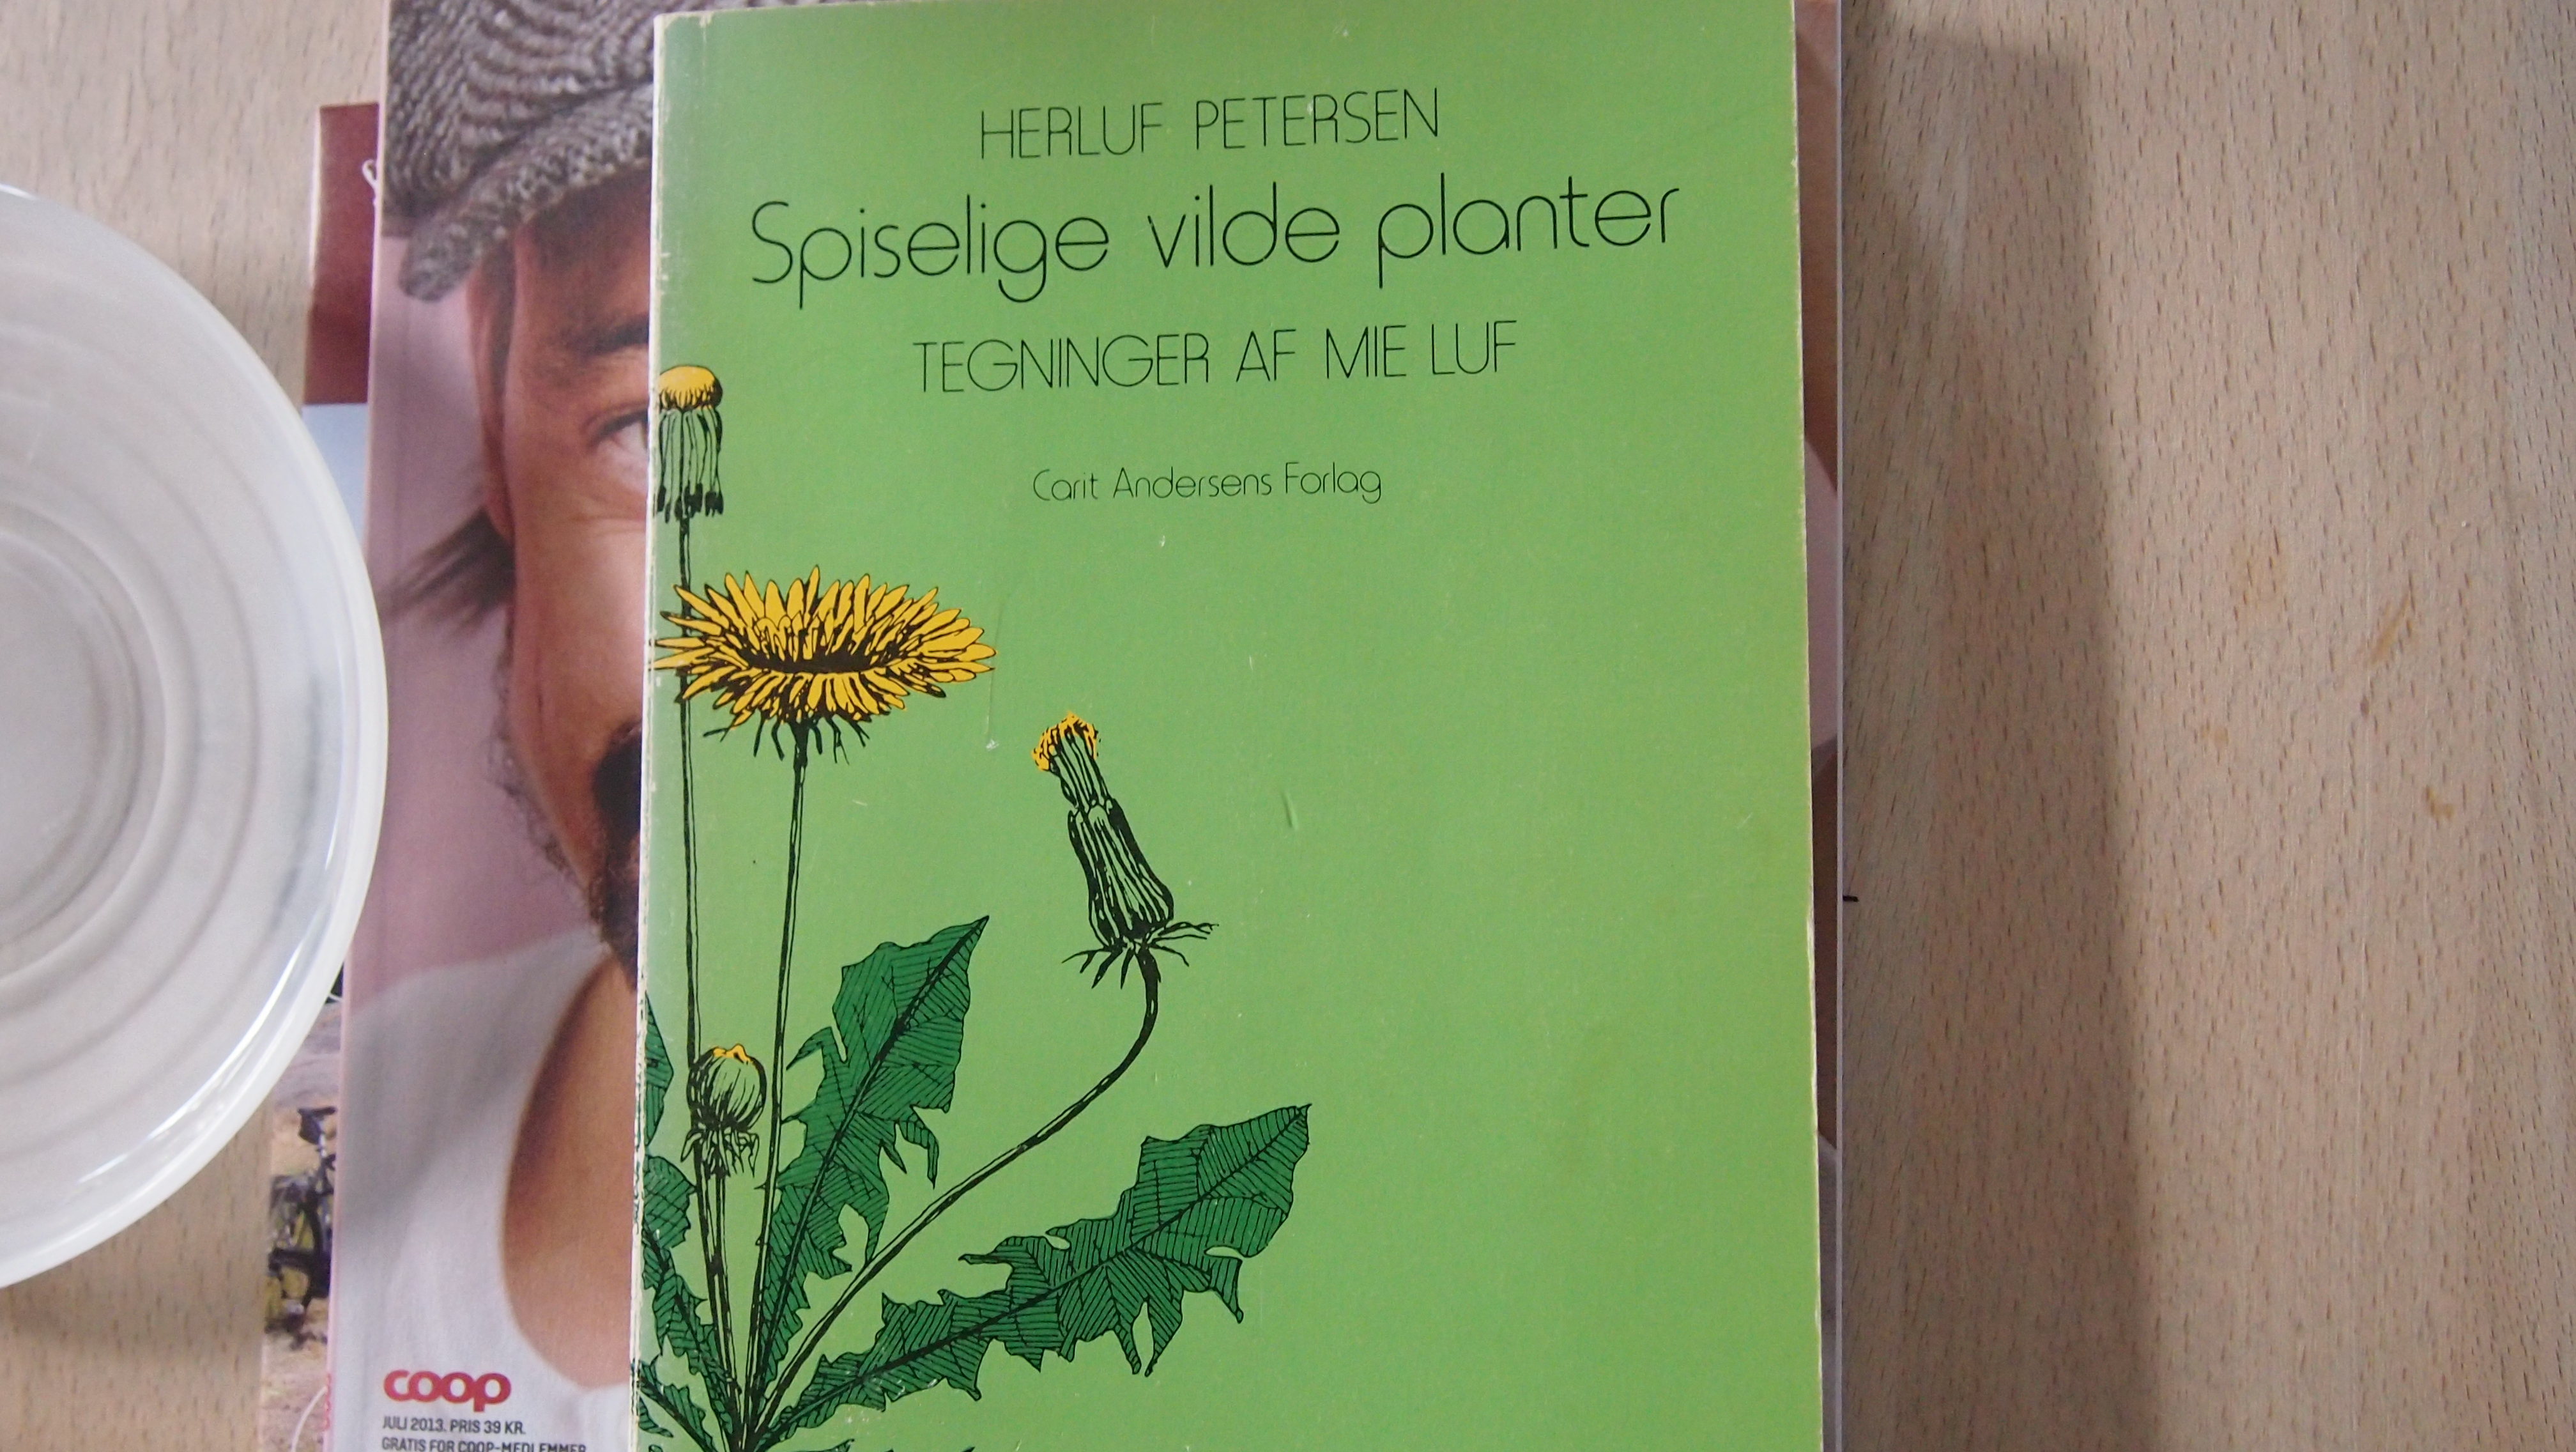 HERLUF PETERSEN
Spiselige vilde planter
TEGNINGER AF MIE LUF
Carit Andersens Forlag
coop
JULI 2013. PRIS 39 KR.
GRATIS FOR COOP-MEDLEMMER